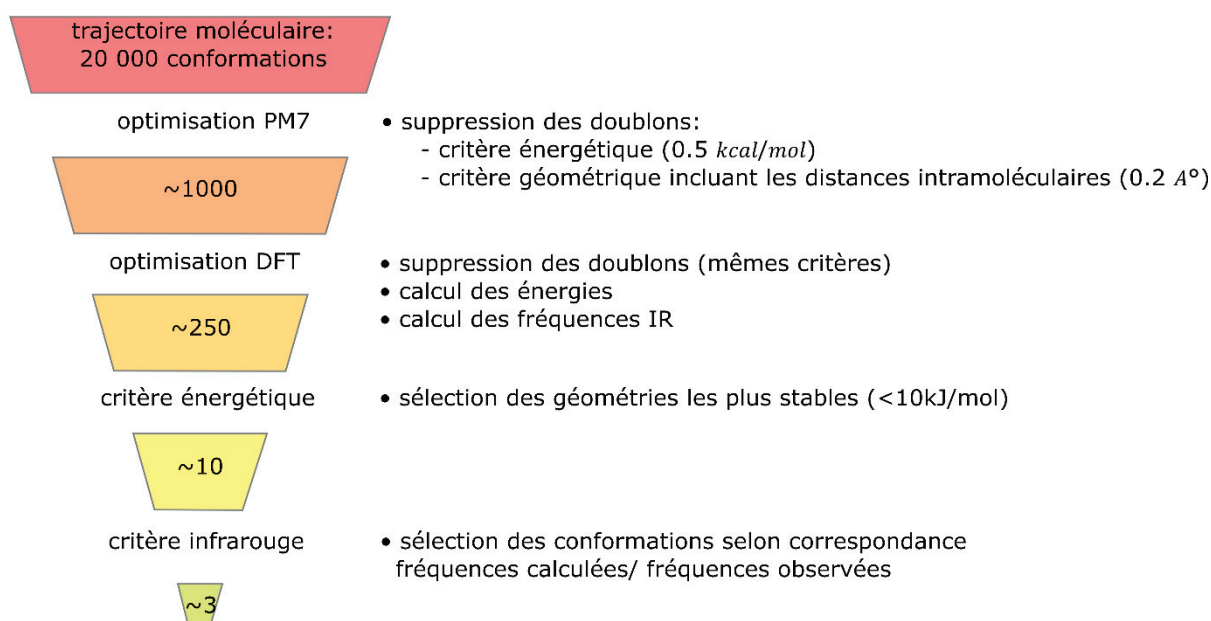 trajectoire moléculaire:
20 000 conformations
optimisation PM7
• suppression des doublons:
- critère énergétique (0.5 kcal/mol)
- critère géométrique incluant les distances intramoléculaires (0.2 A°)
~1000
optimisation DFT
• suppression des doublons (mêmes critères)
• calcul des énergies
• calcul des fréquences IR
~250
critère énergétique
• sélection des géométries les plus stables (<10kJ/mol)
~10
critère infrarouge
• sélection des conformations selon correspondance
fréquences calculées/ fréquences observées
~3